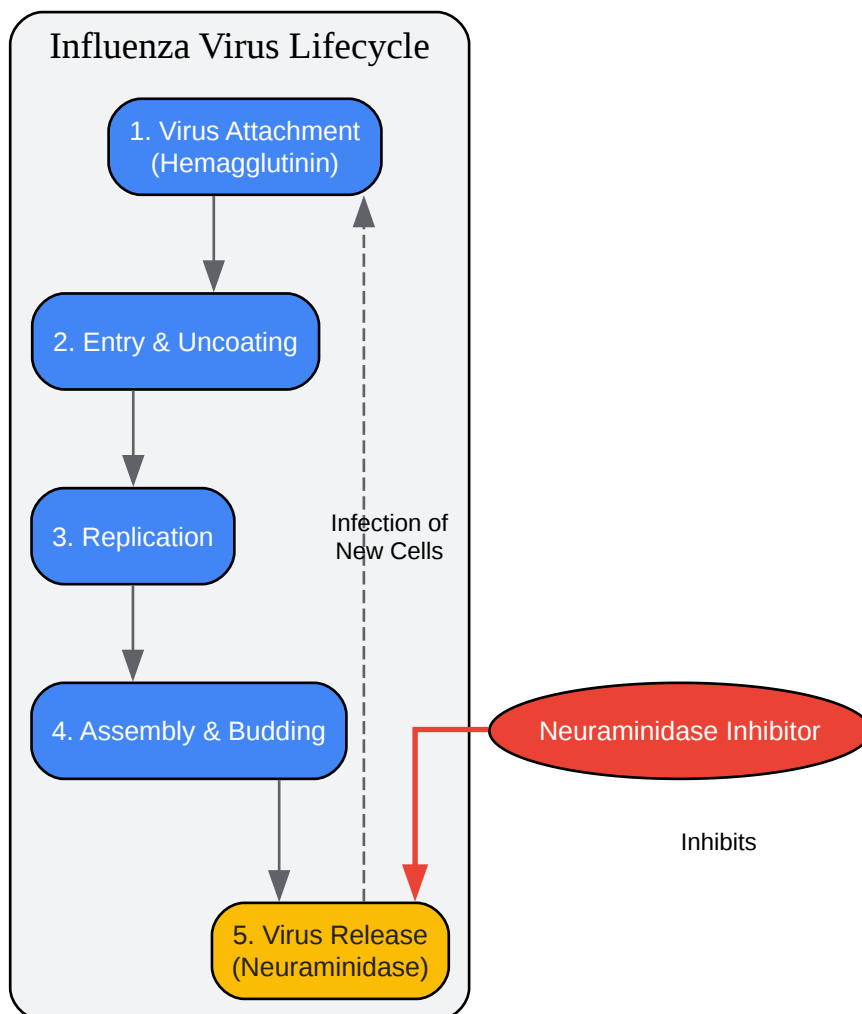 Influenza Virus Lifecycle
1. Virus Attachment
(Hemagglutinin)
2. Entry & Uncoating
3. Replication
Infection of
New Cells
4. Assembly & Budding
Neuraminidase Inhibitor
Inhibits
5. Virus Release
(Neuraminidase)